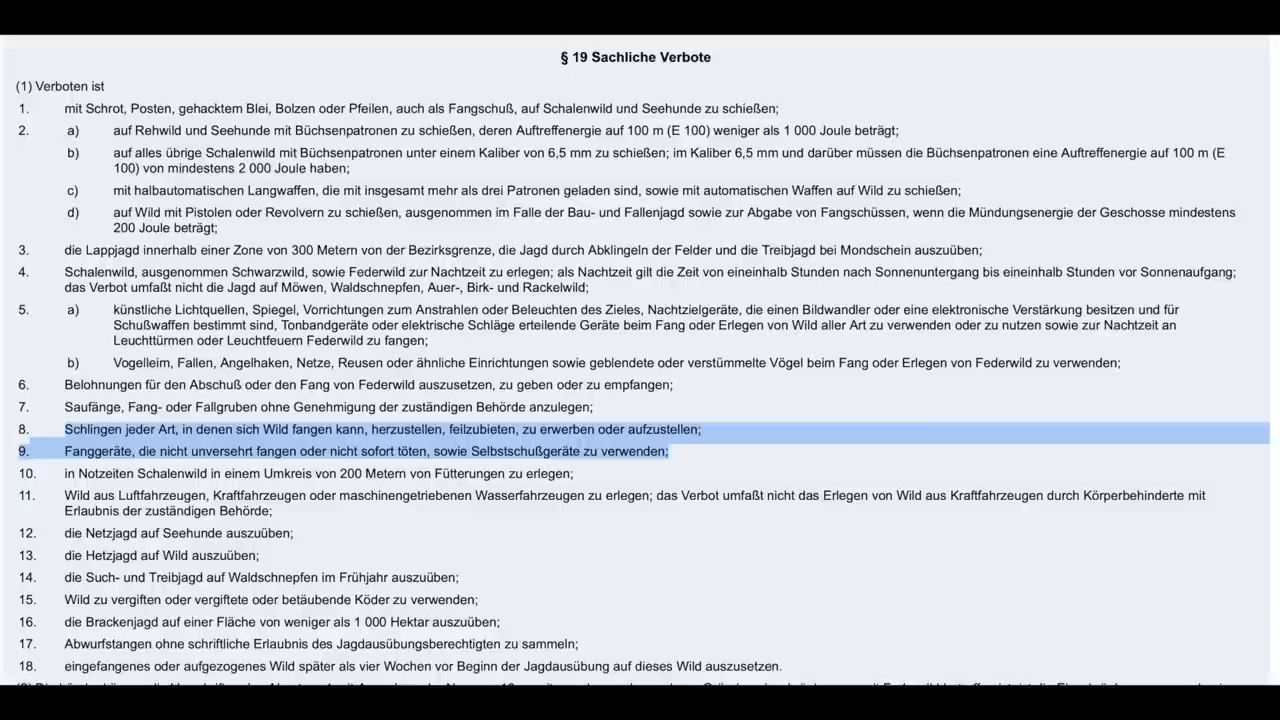 § 19 Sachliche Verbote
(1) Verboten ist
1. mit Schrot, Posten, gehacktem Blei, Bolzen oder Pfeilen, auch als Fangschuß, auf Schalenwild und Seehunde zu schießen;
2. a) auf Rehwild und Seehunde mit Büchsenpatronen zu schießen, deren Auftreffenergie auf 100 m (E 100) weniger als 1 000 Joule beträgt;
b) auf alles übrige Schalenwild mit Büchsenpatronen unter einem Kaliber von 6,5 mm zu schießen; im Kaliber 6,5 mm und darüber müssen die Büchsenpatronen eine Auftreffenergie auf 100 m (E
100) von mindestens 2 000 Joule haben;
c) mit halbautomatischen Langwaffen, die mit insgesamt mehr als drei Patronen geladen sind, sowie mit automatischen Waffen auf Wild zu schießen;
d) auf Wild mit Pistolen oder Revolvern zu schießen, ausgenommen im Falle der Bau- und Fallenjagd sowie zur Abgabe von Fangschüssen, wenn die Mündungsenergie der Geschosse mindestens
200 Joule beträgt;
3. die Lappjagd innerhalb einer Zone von 300 Metern von der Bezirksgrenze, die Jagd durch Abklingeln der Felder und die Treibjagd bei Mondschein auszuüben;
4. Schalenwild, ausgenommen Schwarzwild, sowie Federwild zur Nachtzeit zu erlegen; als Nachtzeit gilt die Zeit von eineinhalb Stunden nach Sonnenuntergang bis eineinhalb Stunden vor Sonnenaufgang;
das Verbot umfaßt nicht die Jagd auf Möwen, Waldschnepfen, Auer-, Birk- und Rackelwild;
5. a) künstliche Lichtquellen, Spiegel, Vorrichtungen zum Anstrahlen oder Beleuchten des Zieles, Nachtzielgeräte, die einen Bildwandler oder eine elektronische Verstärkung besitzen und für
Schußwaffen bestimmt sind, Tonbandgeräte oder elektrische Schläge erteilende Geräte beim Fang oder Erlegen von Wild aller Art zu verwenden oder zu nutzen sowie zur Nachtzeit an
Leuchttürmen oder Leuchtfeuern Federwild zu fangen;
b) Vogelleim, Fallen, Angelhaken, Netze, Reusen oder ähnliche Einrichtungen sowie geblendete oder verstümmelte Vögel beim Fang oder Erlegen von Federwild zu verwenden;
6. Belohnungen für den Abschuß oder den Fang von Federwild auszusetzen, zu geben oder zu empfangen;
7. Saufänge, Fang- oder Fallgruben ohne Genehmigung der zuständigen Behörde anzulegen;
8. Schlingen jeder Art, in denen sich Wild fangen kann, herzustellen, feilzubieten, zu erwerben oder aufzustellen;
9. Fanggeräte, die nicht unversehrt fangen oder nicht sofort töten, sowie Selbstschußgeräte zu verwenden;
10. in Notzeiten Schalenwild in einem Umkreis von 200 Metern von Fütterungen zu erlegen;
11. Wild aus Luftfahrzeugen, Kraftfahrzeugen oder maschinengetriebenen Wasserfahrzeugen zu erlegen; das Verbot umfaßt nicht das Erlegen von Wild aus Kraftfahrzeugen durch Körperbehinderte mit
Erlaubnis der zuständigen Behörde;
12. die Netzjagd auf Seehunde auszuüben;
13. die Hetzjagd auf Wild auszuüben;
14. die Such- und Treibjagd auf Waldschnepfen im Frühjahr auszuüben;
15. Wild zu vergiften oder vergiftete oder betäubende Köder zu verwenden;
16. die Brackenjagd auf einer Fläche von weniger als 1 000 Hektar auszuüben;
17. Abwurfstangen ohne schriftliche Erlaubnis des Jagdausübungsberechtigten zu sammeln;
18. eingefangenes oder aufgezogenes Wild später als vier Wochen vor Beginn der Jagdausübung auf dieses Wild auszusetzen.